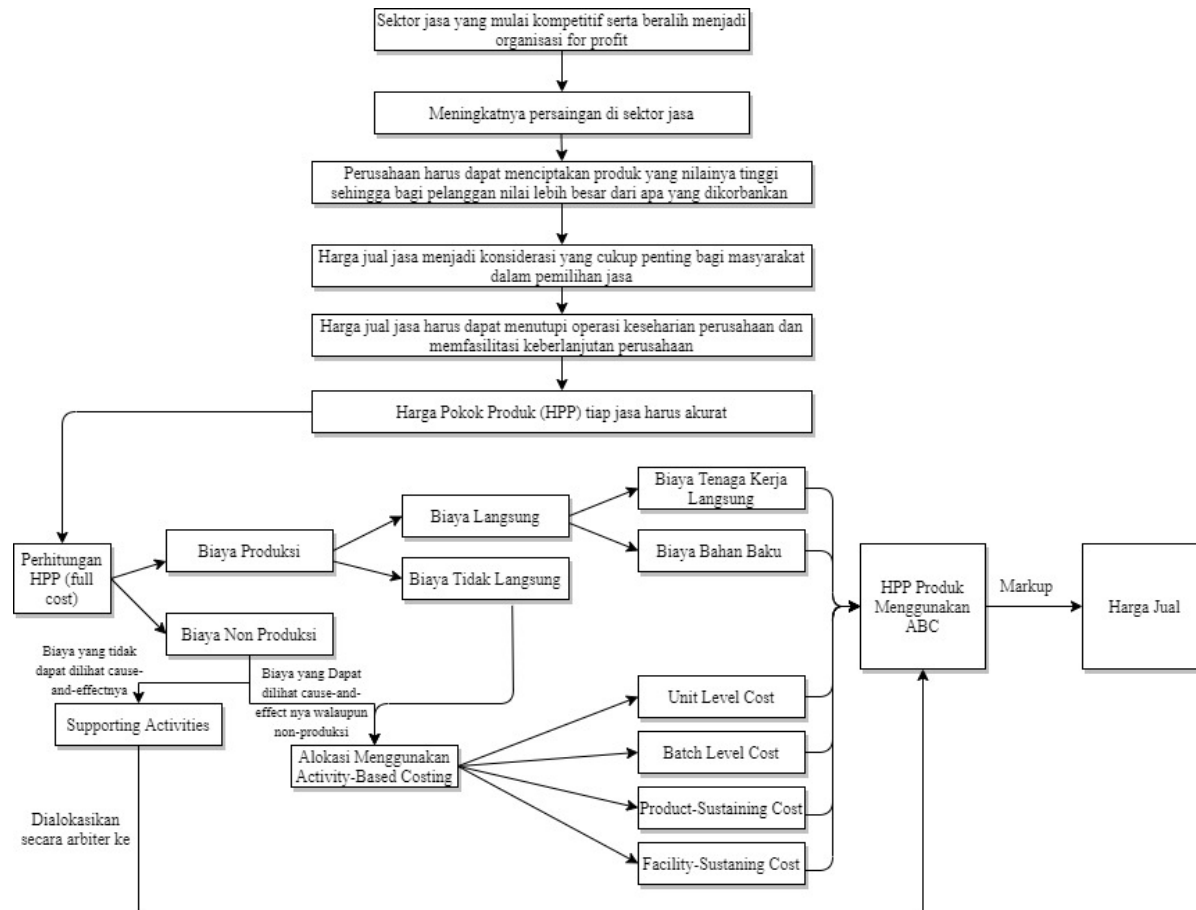 Sektor jasa yang mulai kompetitif serta beralih menjadi
organisasi for profit
Meningkatnya persaingan di sektor jasa
Perusahaan harus dapat menciptakan produk yang nilainya tinggi
sehingga bagi pelanggan nilai lebih besar dari apa yang dikorbankan
Harga jual jasa menjadi konsiderasi yang cukup penting bagi masyarakat
dalam pemilihan jasa
Harga jual jasa harus dapat menutupi operasi keseharian perusahaan dan
memfasilitasi keberlanjutan perusahaan
Harga Pokok Produk (HPP) tiap jasa harus akurat
Perhitungan
HPP (full
cost)
Biaya Produksi
Biaya Non Produksi
Biaya Langsung
Biaya Tidak Langsung
Biaya Tenaga Kerja
Langsung
Biaya Bahan Baku
Biaya yang tidak
dapat dilihat cause-
and-effectnya
Supporting Activities
Biaya yang Dapat
dilihat cause-and-
effect nya walaupun
non-produksi
Alokasi Menggunakan
Activity-Based Costing
Unit Level Cost
Batch Level Cost
Product-Sustaining Cost
Facility-Sustaning Cost
HPP Produk
Menggunakan
ABC
Markup
Harga Jual
Dialokasikan
secara arbiter ke